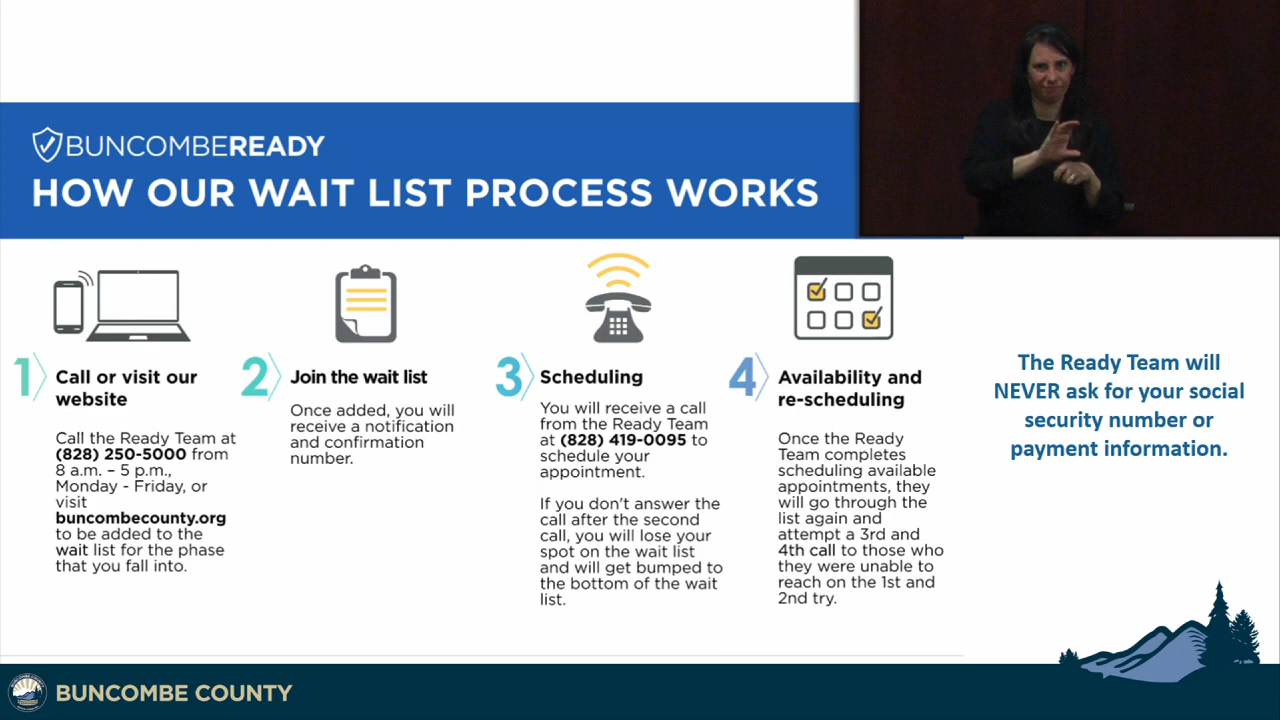 BUNCOMBEREADY
HOW OUR WAIT LIST PROCESS WORKS
1
Call or visit our
website
Call the Ready Team at
(828) 250-5000 from
8 a.m. – 5 p.m.,
Monday - Friday, or
visit
buncombecounty.org
to be added to the
wait list for the phase
that you fall into.
2
Join the wait list
Once added, you will
receive a notification
and confirmation
number.
3
Scheduling
You will receive a call
from the Ready Team
at (828) 419-0095 to
schedule your
appointment.
If you don't answer the
call after the second
call, you will lose your
spot on the wait list
and will get bumped to
the bottom of the wait
list.
4
Availability and
re-scheduling
Once the Ready
Team completes
scheduling available
appointments, they
will go through the
list again and
attempt a 3rd and
4th call to those who
they were unable to
reach on the 1st and
2nd try.
The Ready Team will
NEVER ask for your social
security number or
payment information.
BUNCOMBE COUNTY